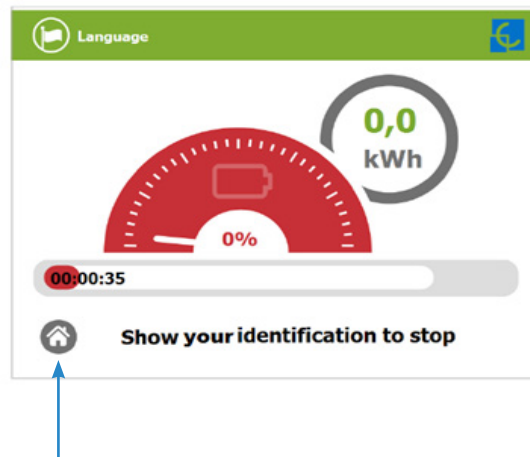 Language
0,0
kWh
0%
00:00:35
Show your identification to stop